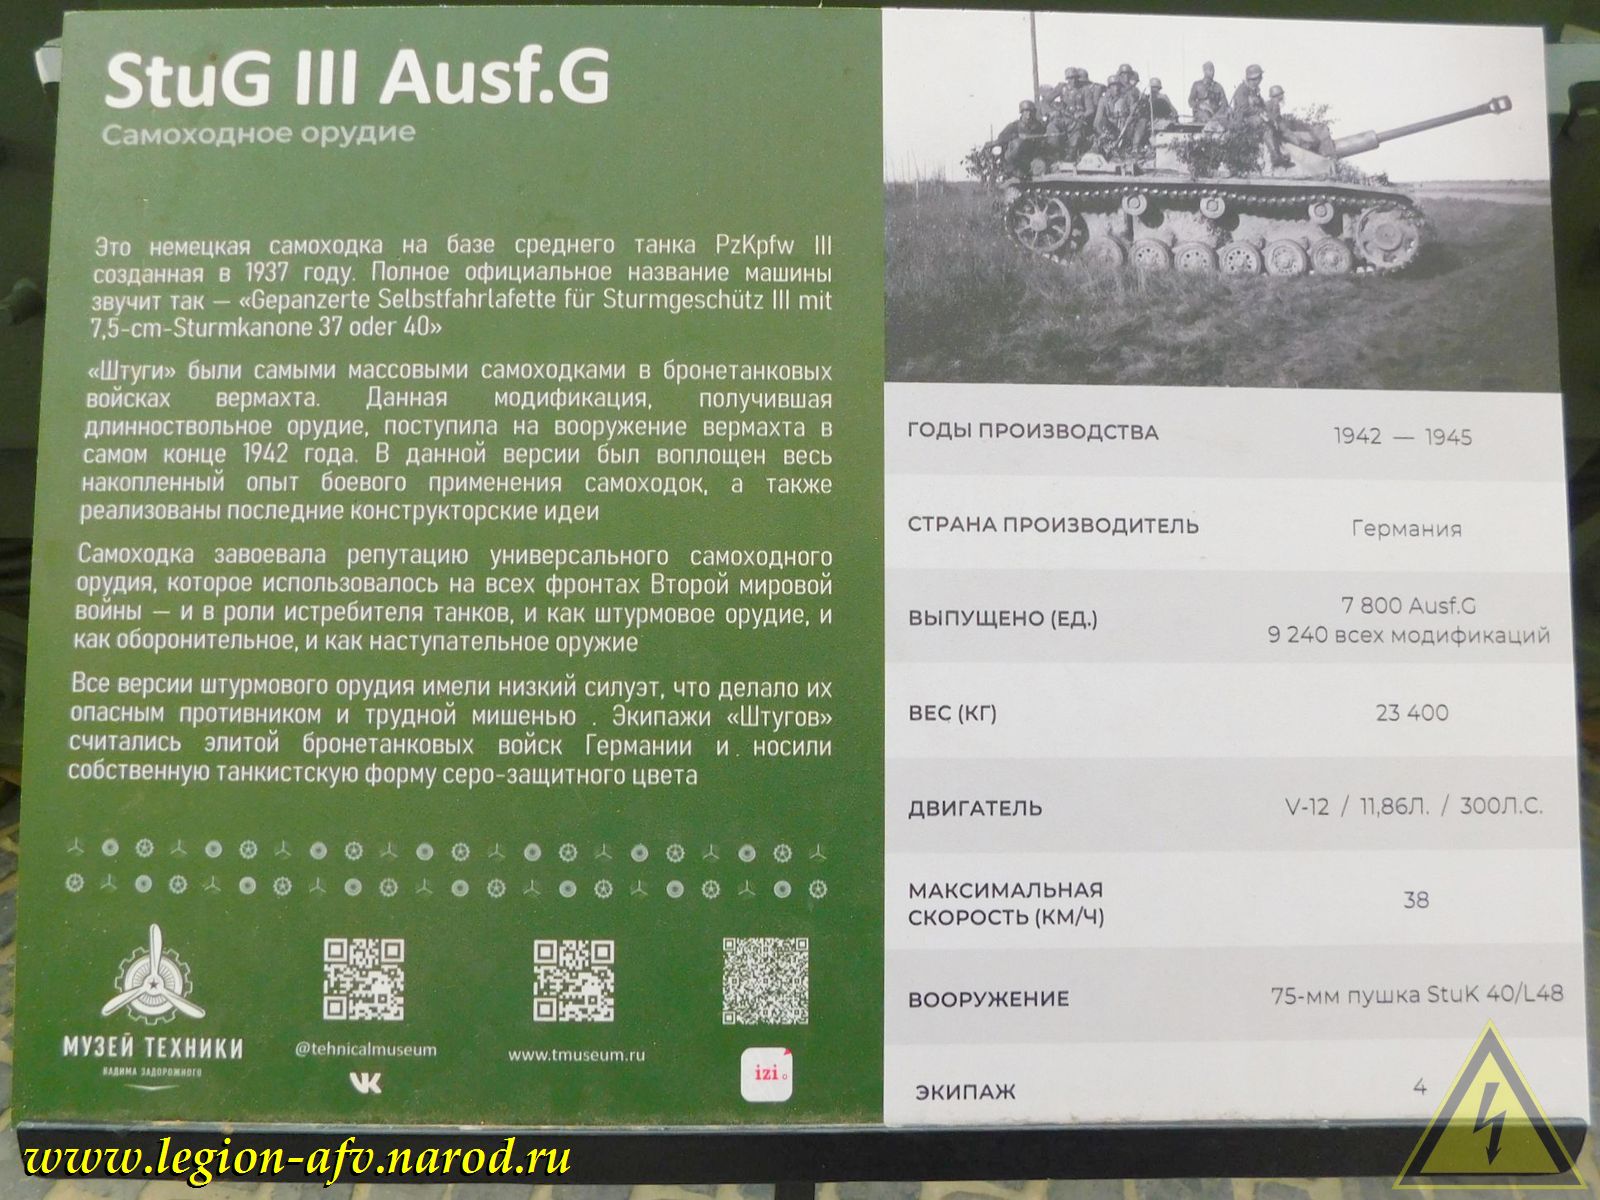 StuG III Ausf.G
Самоходное орудие
Это немецкая самоходка на базе среднего танка PzKpfw III
созданная в 1937 году. Полное официальное название машины
звучит так — «Gepanzerte Selbstfahrlafette für Sturmgeschütz III mit
7,5-cm-Sturmkanone 37 oder 40»
«Штуги» были самыми массовыми самоходками в бронетанковых
войсках вермахта. Данная модификация, получившая
длинноствольное орудие, поступила на вооружение вермахта в
самом конце 1942 года. В данной версии был воплощен весь
накопленный опыт боевого применения самоходок, а также
реализованы последние конструкторские идеи
Самоходка завоевала репутацию универсального самоходного
орудия, которое использовалось на всех фронтах Второй мировой
войны — и в роли истребителя танков, и как штурмовое орудие, и
как оборонительное, и как наступательное оружие
Все версии штурмового орудия имели низкий силуэт, что делало их
опасным противником и трудной мишенью . Экипажи «Штугов»
считались элитой бронетанковых войск Германии и носили
собственную танкистскую форму серо-защитного цвета
МУЗЕЙ ТЕХНИКИ
ВАДИМА ЗАДОРОЖНОГО
@tehnicalmuseum
www.tmuseum.ru
izi
ГОДЫ ПРОИЗВОДСТВА 1942 — 1945
СТРАНА ПРОИЗВОДИТЕЛЬ Германия
ВЫПУЩЕНО (ЕД.) 7 800 Ausf.G
9 240 всех модификаций
ВЕС (КГ) 23 400
ДВИГАТЕЛЬ V-12 / 11,86Л. / 300Л.С.
МАКСИМАЛЬНАЯ
СКОРОСТЬ (КМ/Ч) 38
ВООРУЖЕНИЕ 75-мм пушка StuK 40/L48
ЭКИПАЖ 4
www.legion-afv.narod.ru